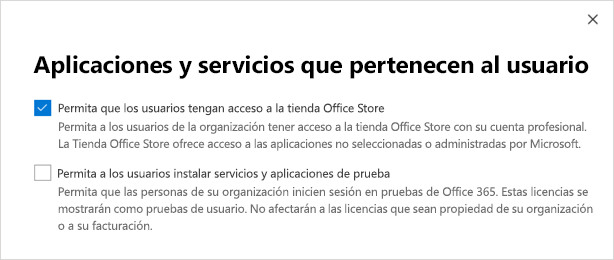 Aplicaciones y servicios que pertenecen al usuario
Permita que los usuarios tengan acceso a la tienda Office Store
Permita a los usuarios de la organización tener acceso a la tienda Office Store con su cuenta profesional.
La Tienda Office Store ofrece acceso a las aplicaciones no seleccionadas o administradas por Microsoft.
Permita a los usuarios instalar servicios y aplicaciones de prueba
Permita que las personas de su organización inicien sesión en pruebas de Office 365. Estas licencias se
mostrarán como pruebas de usuario. No afectarán a las licencias que sean propiedad de su organización
o a su facturación.